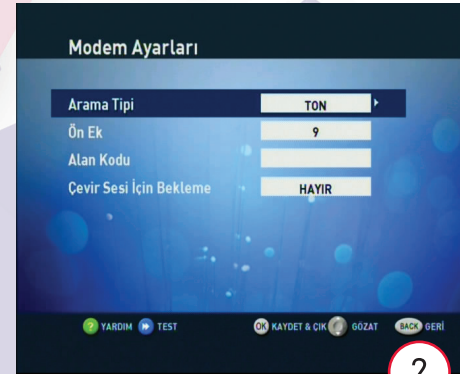 Modem Ayarları
Arama Tipi TON
Ön Ek 9
Alan Kodu
Çevir Sesi İçin Bekleme HAYIR
? YARDIM TEST OK KAYDET & ÇIK GÖZAT BACK GERİ
2